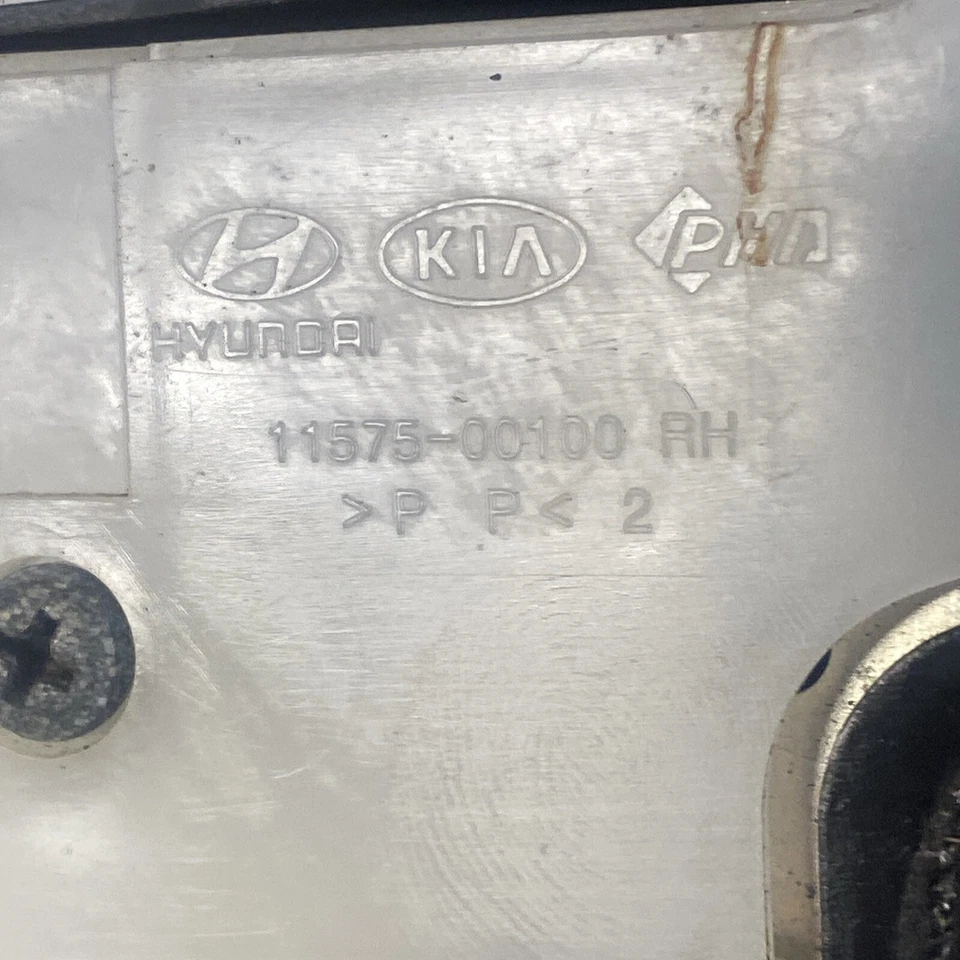 KIA PHA
HYUNDAI
11575-00100 RH
>P P< 2